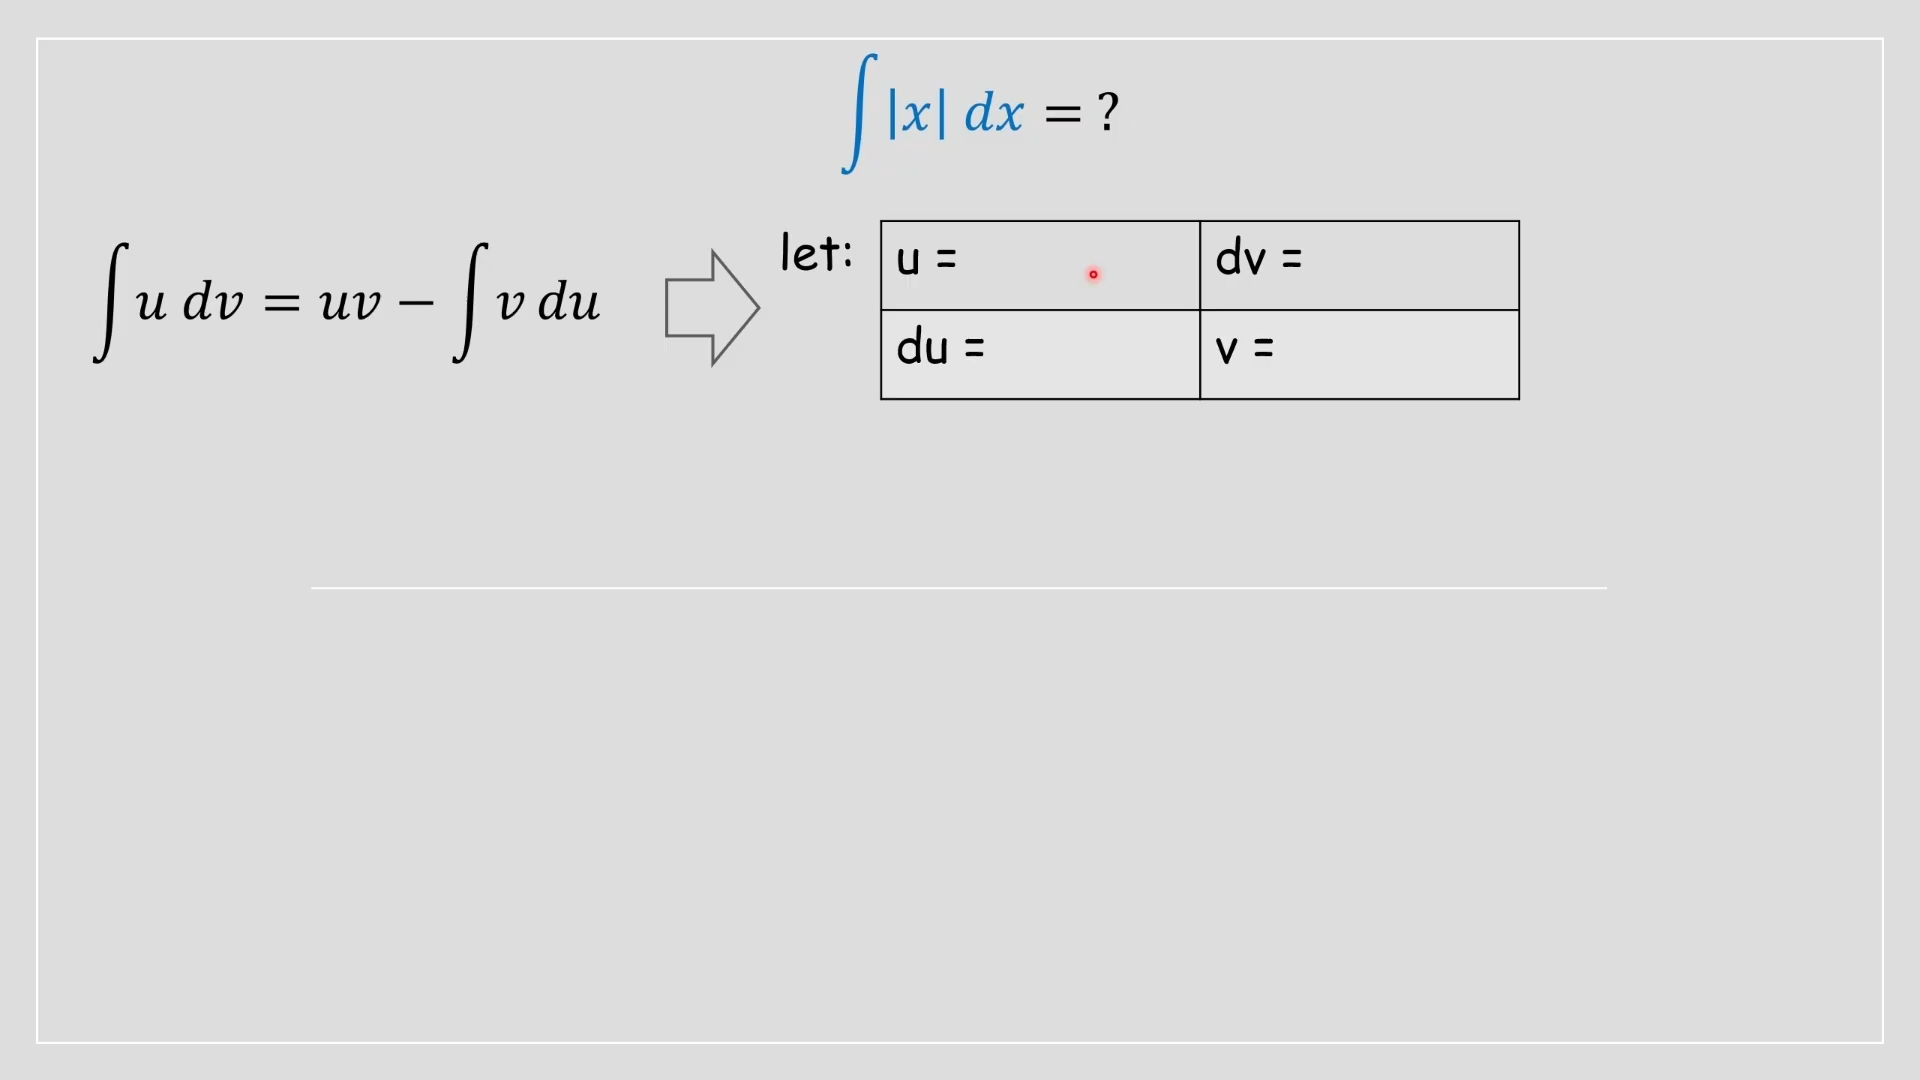 ∫|x| dx = ?
∫u dv = uv − ∫v du
let:
u =
dv =
du =
v =